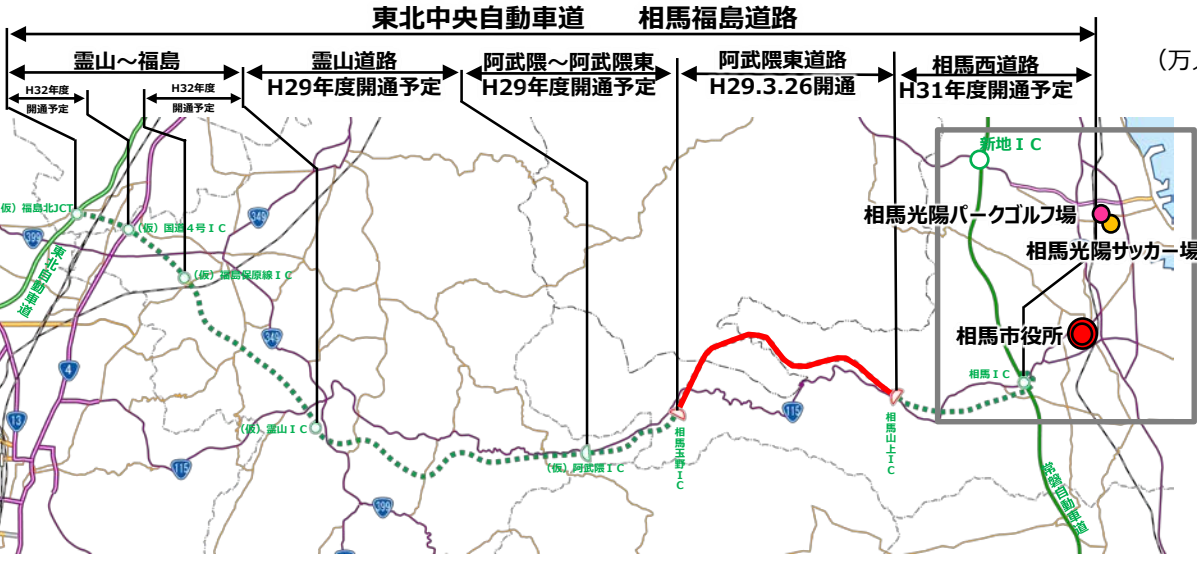 東北中央自動車道　　相馬福島道路
(万
霊山～福島
霊山道路
H29年度開通予定
阿武隈～阿武隈東
H29年度開通予定
阿武隈東道路
H29.3.26開通
相馬西道路
H31年度開通予定
H32年度
開通予定
H32年度
開通予定
新地ＩＣ
349
仮）福島北JCT
相馬光陽パークゴルフ場
399
(仮）国道４号ＩＣ
相馬光陽サッカー場
東北自動車道
(仮）福島保原線ＩＣ
349
相馬市役所
4
相馬ＩＣ
13
115
(仮）霊山ＩＣ
相馬玉野ＩＣ
相馬山上ＩＣ
115
(仮）阿武隈ＩＣ
常磐自動車道
399